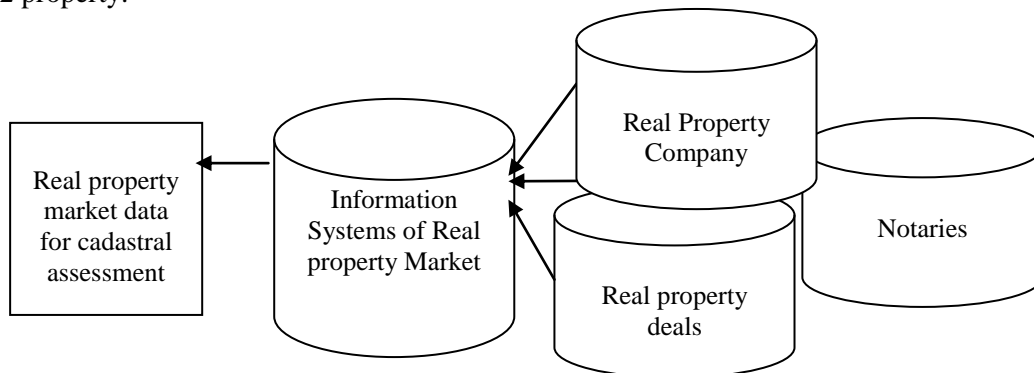 2 property.
Real property
market data
for cadastral
assessment
Information
Systems of Real
property Market
Real Property
Company
Real property
deals
Notaries